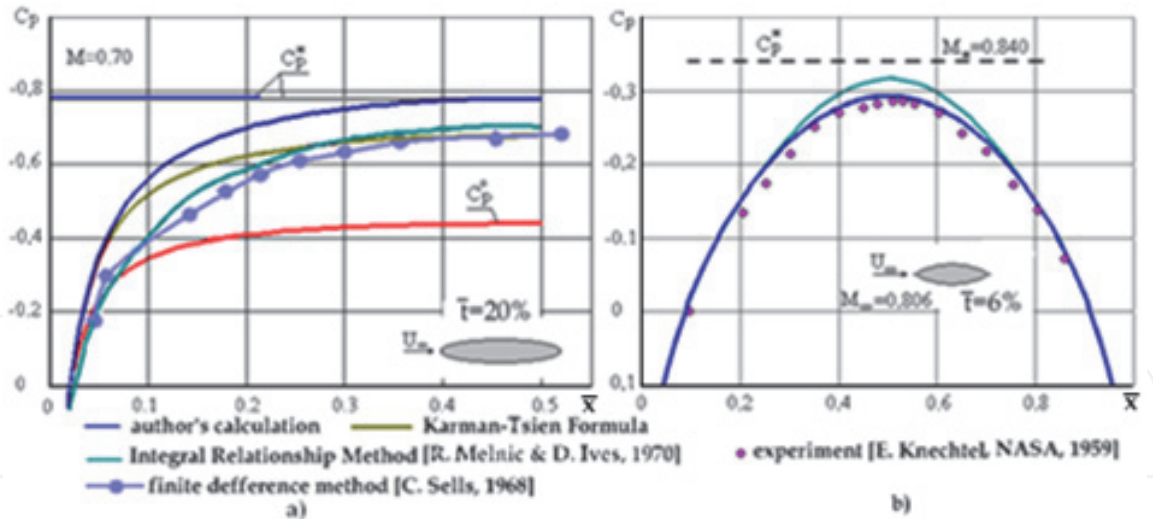 Cp
M=0.70
Cp*
-0,8
-0.6
-0.4
-0.2
0
Cp°
t̄=20%
U∞
0 0.1 0.2 0.3 0.4 0.5 x̄
author's calculation Karman-Tsien Formula
Integral Relationship Method [R. Melnic & D. Ives, 1970]
finite defference method [C. Sells, 1968]
a)
Cp
Cp*
M∗=0.840
-0,3
-0,2
-0,1
0
0,1
U∞
M∞=0,806 t̄=6%
0 0,2 0,4 0,6 0,8 x̄
experiment [E. Knechtel, NASA, 1959]
b)